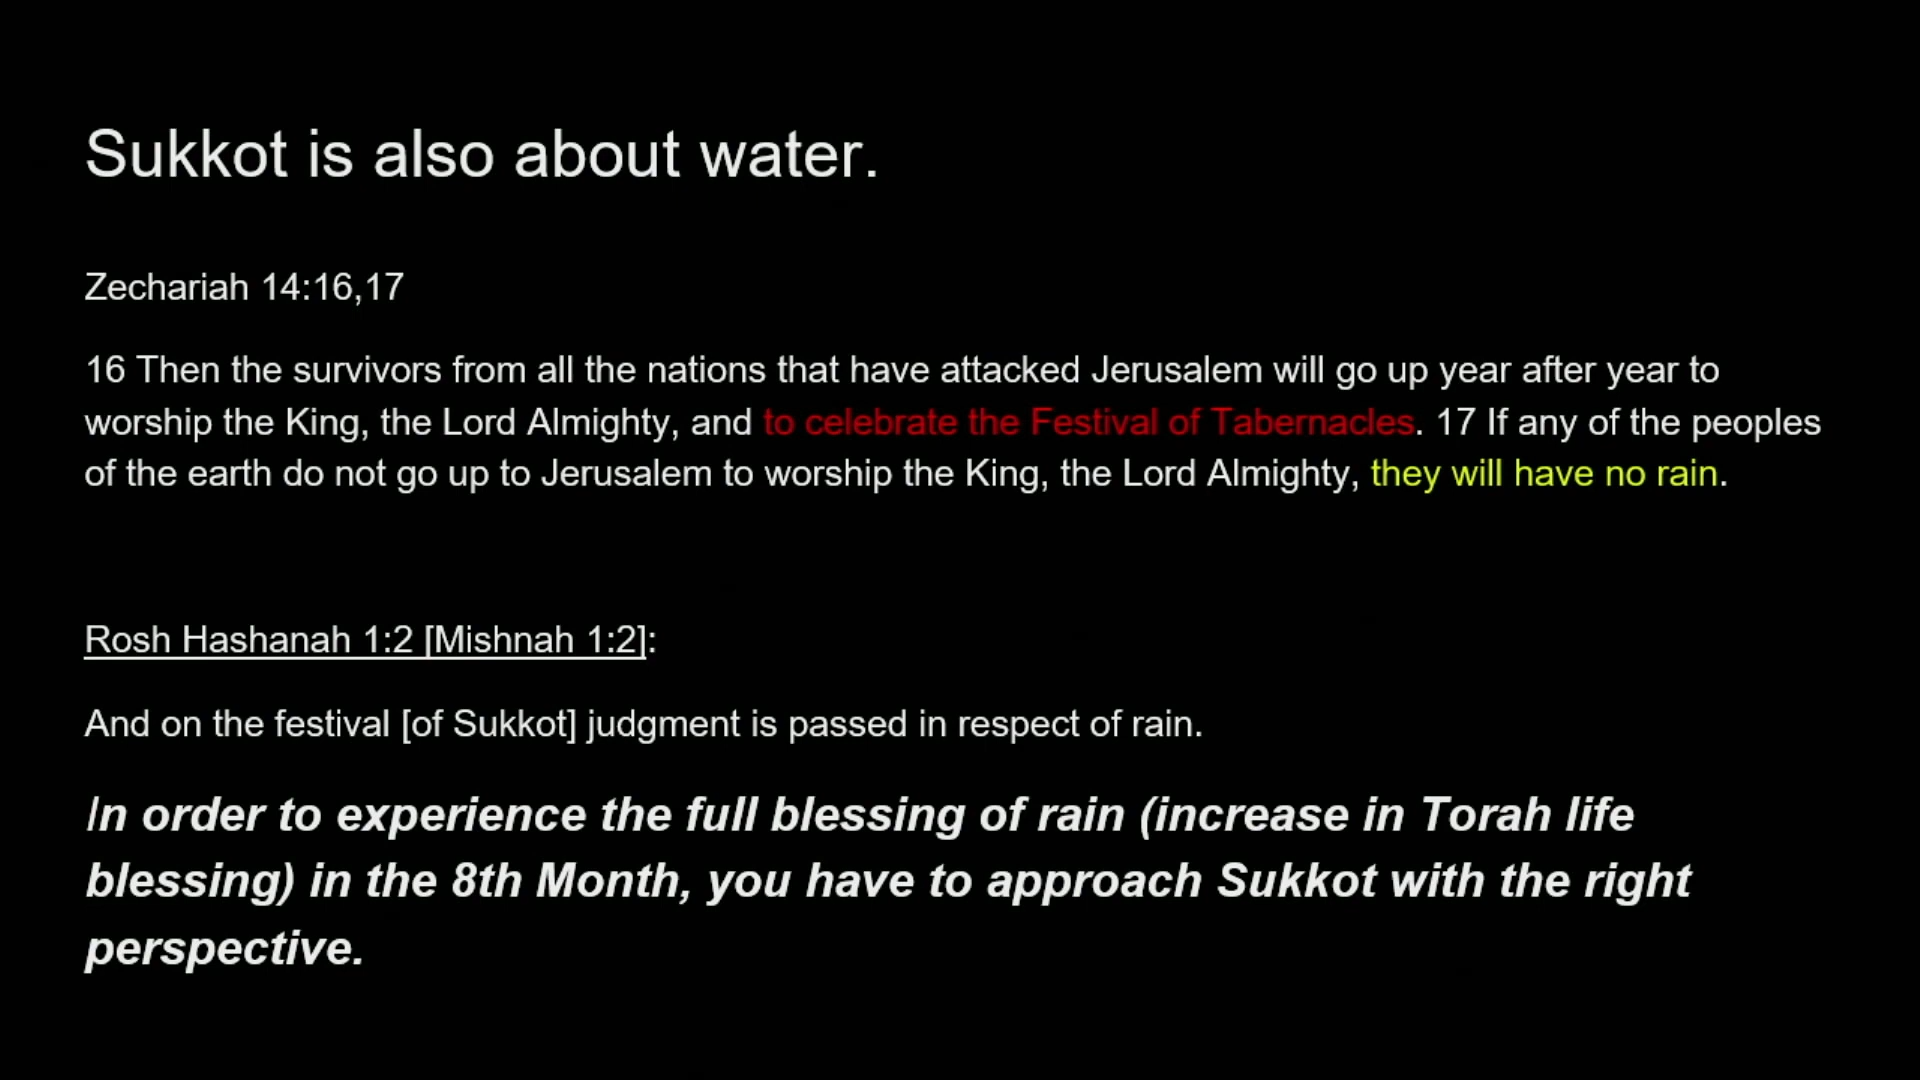 Sukkot is also about water.
Zechariah 14:16,17
16 Then the survivors from all the nations that have attacked Jerusalem will go up year after year to
worship the King, the Lord Almighty, and to celebrate the Festival of Tabernacles. 17 If any of the peoples
of the earth do not go up to Jerusalem to worship the King, the Lord Almighty, they will have no rain.
Rosh Hashanah 1:2 [Mishnah 1:2]:
And on the festival [of Sukkot] judgment is passed in respect of rain.
In order to experience the full blessing of rain (increase in Torah life
blessing) in the 8th Month, you have to approach Sukkot with the right
perspective.